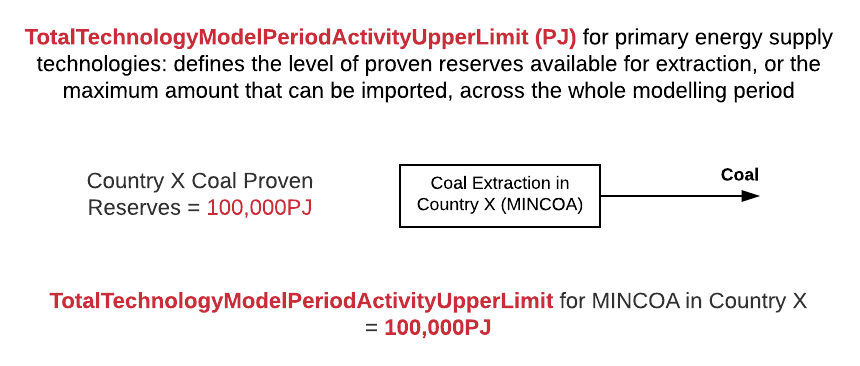 TotalTechnologyModelPeriodActivityUpperLimit (PJ) for primary energy supply
technologies: defines the level of proven reserves available for extraction, or the
maximum amount that can be imported, across the whole modelling period
Country X Coal Proven
Reserves = 100,000PJ
Coal Extraction in
Country X (MINCOA)
Coal
TotalTechnologyModelPeriodActivityUpperLimit for MINCOA in Country X
= 100,000PJ